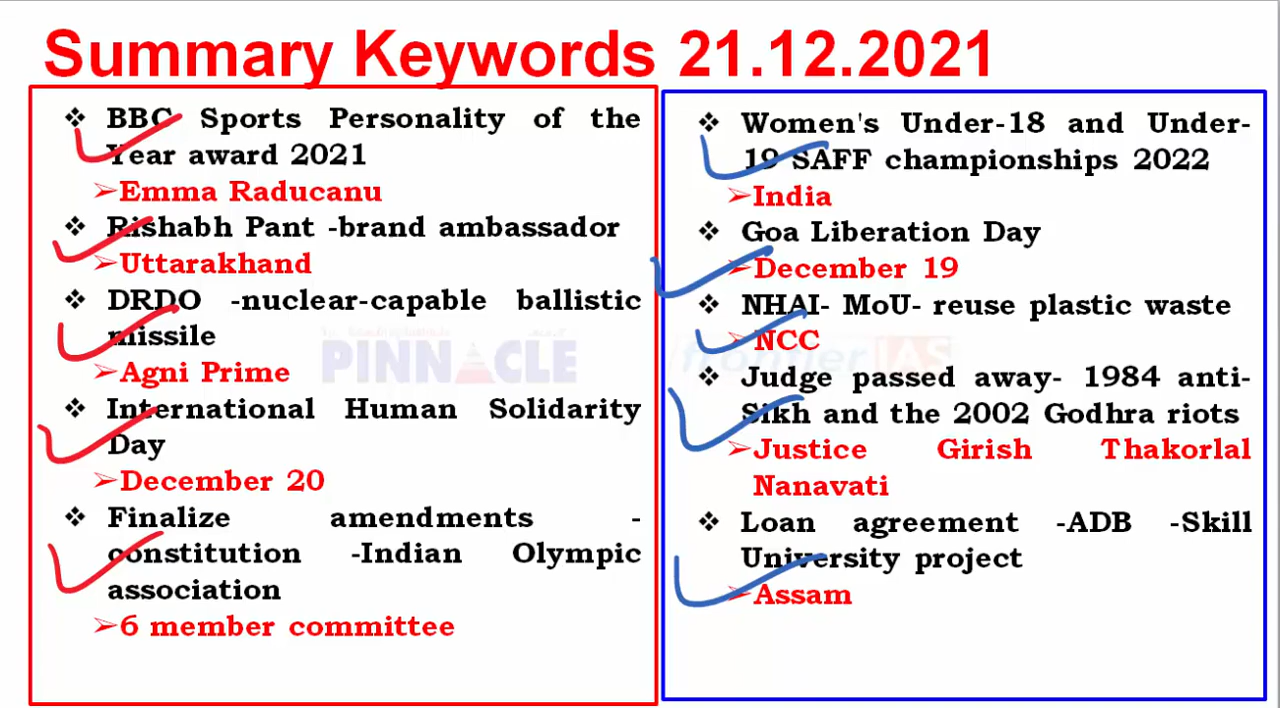 Summary Keywords 21.12.2021
❖ BBC Sports Personality of the
Year award 2021
➢Emma Raducanu
❖ Rishabh Pant -brand ambassador
➢Uttarakhand
❖ DRDO -nuclear-capable ballistic
missile
➢Agni Prime
❖ International Human Solidarity
Day
➢December 20
❖ Finalize amendments -
constitution -Indian Olympic
association
➢6 member committee
❖ Women's Under-18 and Under-
19 SAFF championships 2022
➢India
❖ Goa Liberation Day
➢December 19
❖ NHAI- MoU- reuse plastic waste
➢NCC
❖ Judge passed away- 1984 anti-
Sikh and the 2002 Godhra riots
➢Justice Girish Thakorlal
Nanavati
❖ Loan agreement -ADB -Skill
University project
➢Assam
PINNACLE
frontier IAS